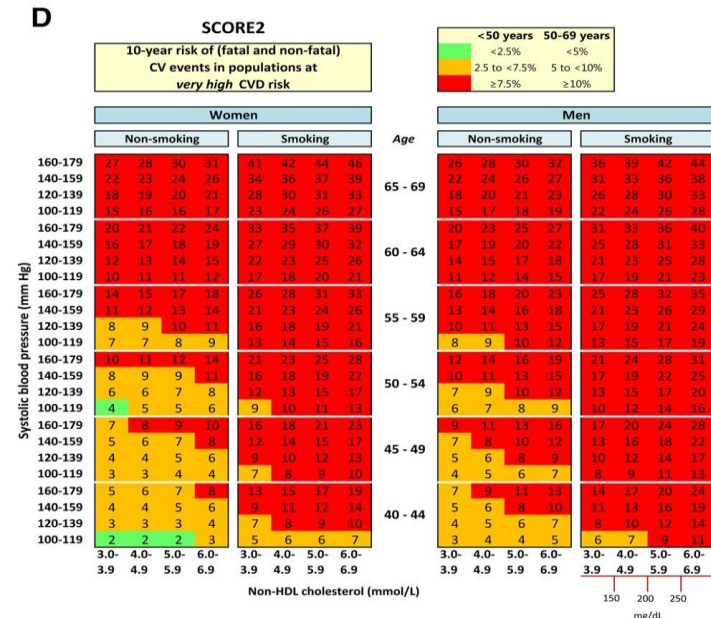 D
SCORE2
10-year risk of (fatal and non-fatal)
CV events in populations at
very high CVD risk
<50 years 50-69 years
<2.5% <5%
2.5 to <7.5% 5 to <10%
≥7.5% ≥10%
Women Men
Non-smoking Smoking Age Non-smoking Smoking
Systolic blood pressure (mm Hg)
160-179 27 28 30 31 41 42 44 46 26 28 30 32 36 39 42 44
140-159 22 23 24 26 34 36 37 39 22 24 26 27 31 33 36 38
65 - 69
120-139 18 19 20 21 28 30 31 33 18 20 21 23 26 28 30 33
100-119 15 16 16 17 23 24 26 27 15 17 18 19 22 24 26 28
160-179 20 21 22 24 33 35 37 39 20 23 25 27 31 33 36 40
140-159 16 17 18 19 27 29 30 32 17 19 20 22 25 28 31 33
60 - 64
120-139 12 13 14 15 22 23 25 26 14 15 17 18 21 23 25 28
100-119 10 11 11 12 17 18 20 21 11 12 14 15 17 19 21 23
160-179 14 15 17 18 26 28 31 33 16 18 20 23 25 28 32 35
140-159 11 12 13 14 21 23 24 26 13 14 16 18 21 23 26 29
55 - 59
120-139 8 9 10 11 16 18 19 21 10 11 13 15 17 19 21 24
100-119 7 7 8 9 13 14 15 16 8 9 10 12 13 15 17 19
160-179 10 11 12 14 21 23 25 28 12 14 16 19 21 24 28 31
140-159 8 9 9 11 16 18 19 22 10 11 13 15 17 19 22 25
50 - 54
120-139 6 6 7 8 12 13 15 17 7 9 10 12 13 15 17 20
100-119 4 5 5 6 9 10 11 13 6 7 8 9 10 12 14 16
160-179 7 8 9 10 16 18 21 23 9 11 13 16 17 20 24 28
140-159 5 6 7 8 12 14 15 17 7 8 10 12 13 16 18 22
45 - 49
120-139 4 4 5 6 9 10 12 13 5 6 8 9 10 12 14 17
100-119 3 3 4 4 7 8 9 10 4 5 6 7 8 9 11 13
160-179 5 6 7 8 13 15 17 19 7 9 11 13 14 17 20 24
140-159 4 4 5 6 9 11 12 14 5 6 8 10 11 13 16 19
40 - 44
120-139 3 3 3 4 7 8 9 10 4 5 6 7 8 10 12 14
100-119 2 2 2 3 5 6 6 7 3 4 4 5 6 7 9 11
3.0- 4.0- 5.0- 6.0- 3.0- 4.0- 5.0- 6.0- 3.0- 4.0- 5.0- 6.0- 3.0- 4.0- 5.0- 6.0-
3.9 4.9 5.9 6.9 3.9 4.9 5.9 6.9 3.9 4.9 5.9 6.9 3.9 4.9 5.9 6.9
Non-HDL cholesterol (mmol/L)
150 200 250
mg/dL